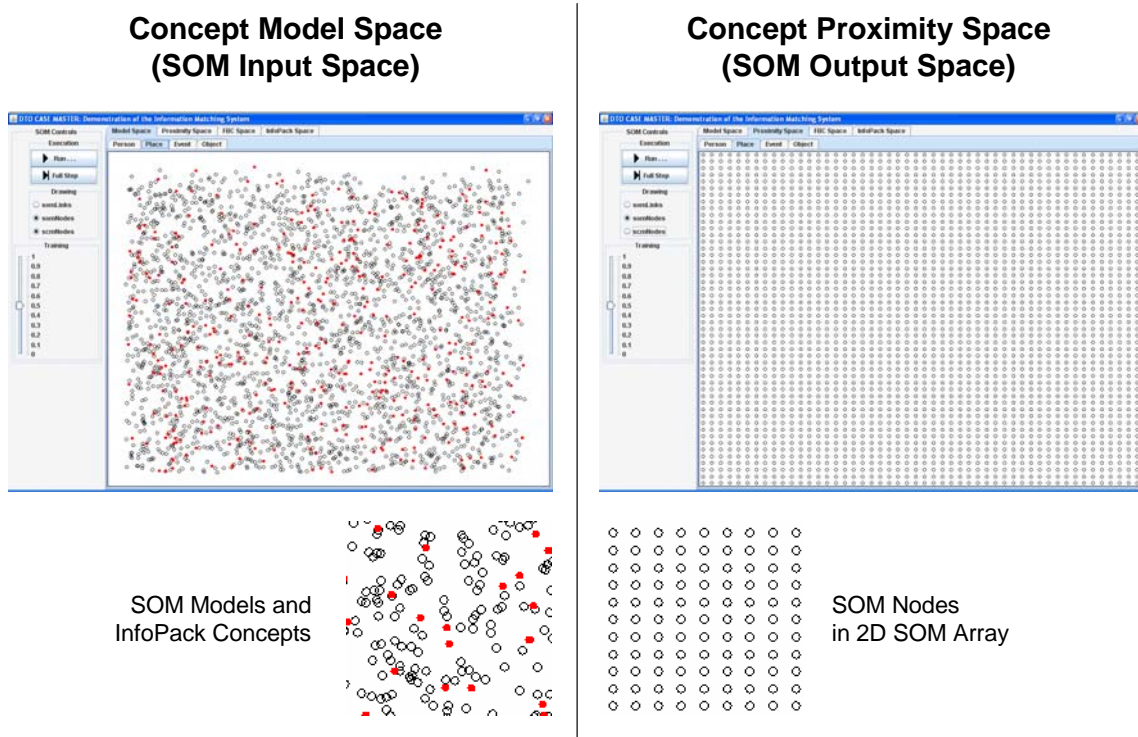 Concept Model Space
(SOM Input Space)
Concept Proximity Space
(SOM Output Space)
DTO CASE MASTER: Demonstration of the Information Matching System
SOM Controls
Execution
Run . . .
Full Step
Drawing
somLinks
somNodes
scmNodes
Training
1
0.9
0.8
0.7
0.6
0.5
0.4
0.3
0.2
0.1
0
Model Space Proximity Space FBC Space InfoPack Space
Person Place Event Object
DTO CASE MASTER: Demonstration of the Information Matching System
SOM Controls
Execution
Run . . .
Full Step
Drawing
somLinks
somNodes
scmNodes
Training
1
0.9
0.8
0.7
0.6
0.5
0.4
0.3
0.2
0.1
0
Model Space Proximity Space FBC Space InfoPack Space
Person Place Event Object
SOM Models and
InfoPack Concepts
SOM Nodes
in 2D SOM Array